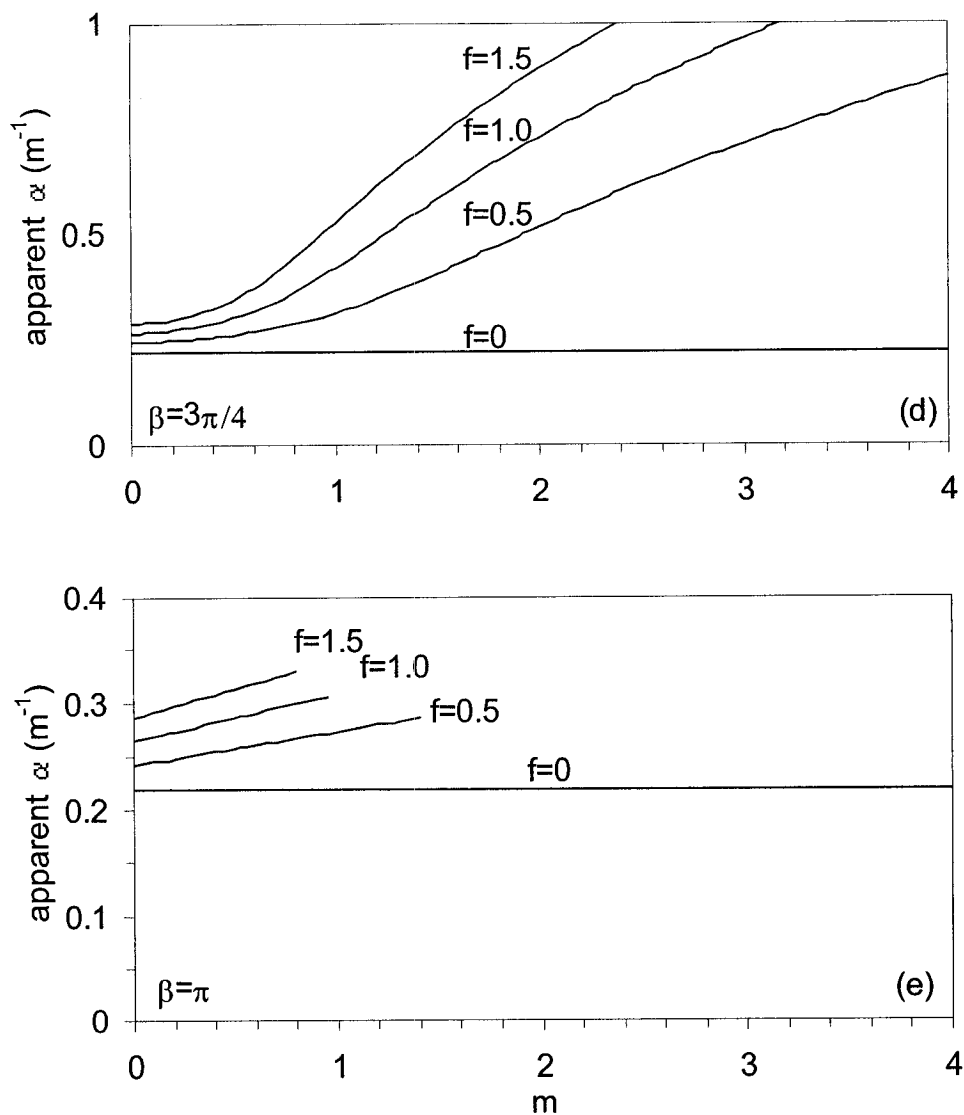 1
f=1.5
f=1.0
apparent α (m⁻¹)
0.5
f=0.5
f=0
β=3π/4
(d)
0
0 1 2 3 4
0.4
f=1.5
f=1.0
0.3
f=0.5
apparent α (m⁻¹)
f=0
0.2
0.1
β=π
(e)
0
0 1 2 3 4
m